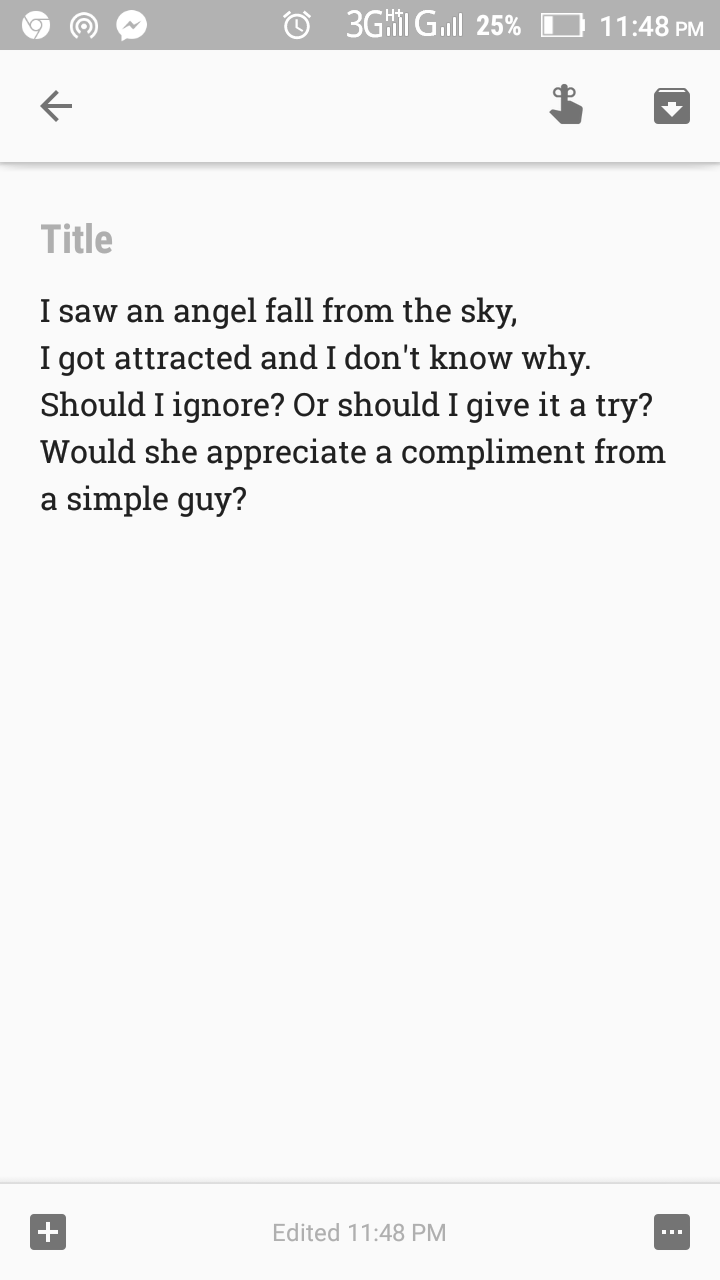 3G H+ G 25% 11:48 PM
Title
I saw an angel fall from the sky,
I got attracted and I don't know why.
Should I ignore? Or should I give it a try?
Would she appreciate a compliment from
a simple guy?
Edited 11:48 PM